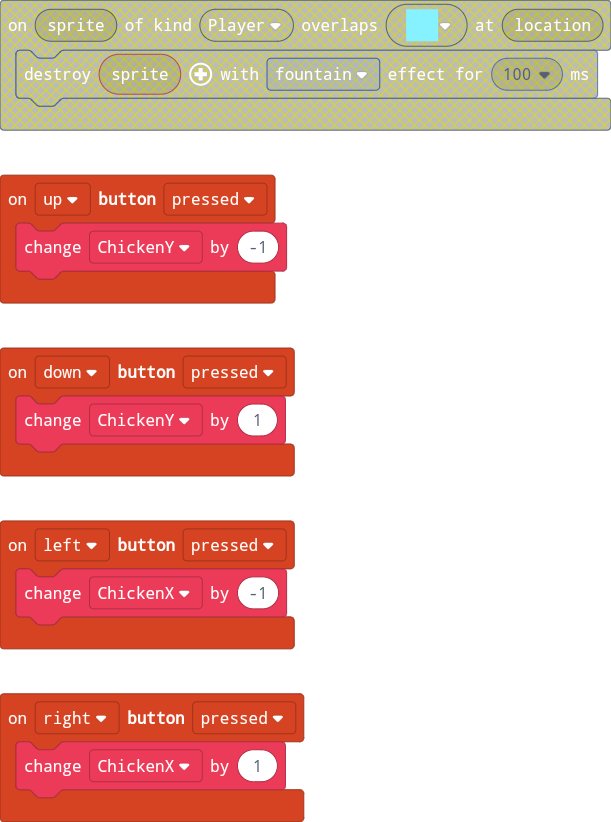 on sprite of kind Player overlaps at location
destroy sprite with fountain effect for 100 ms
on up button pressed
change ChickenY by -1
on down button pressed
change ChickenY by 1
on left button pressed
change ChickenX by -1
on right button pressed
change ChickenX by 1